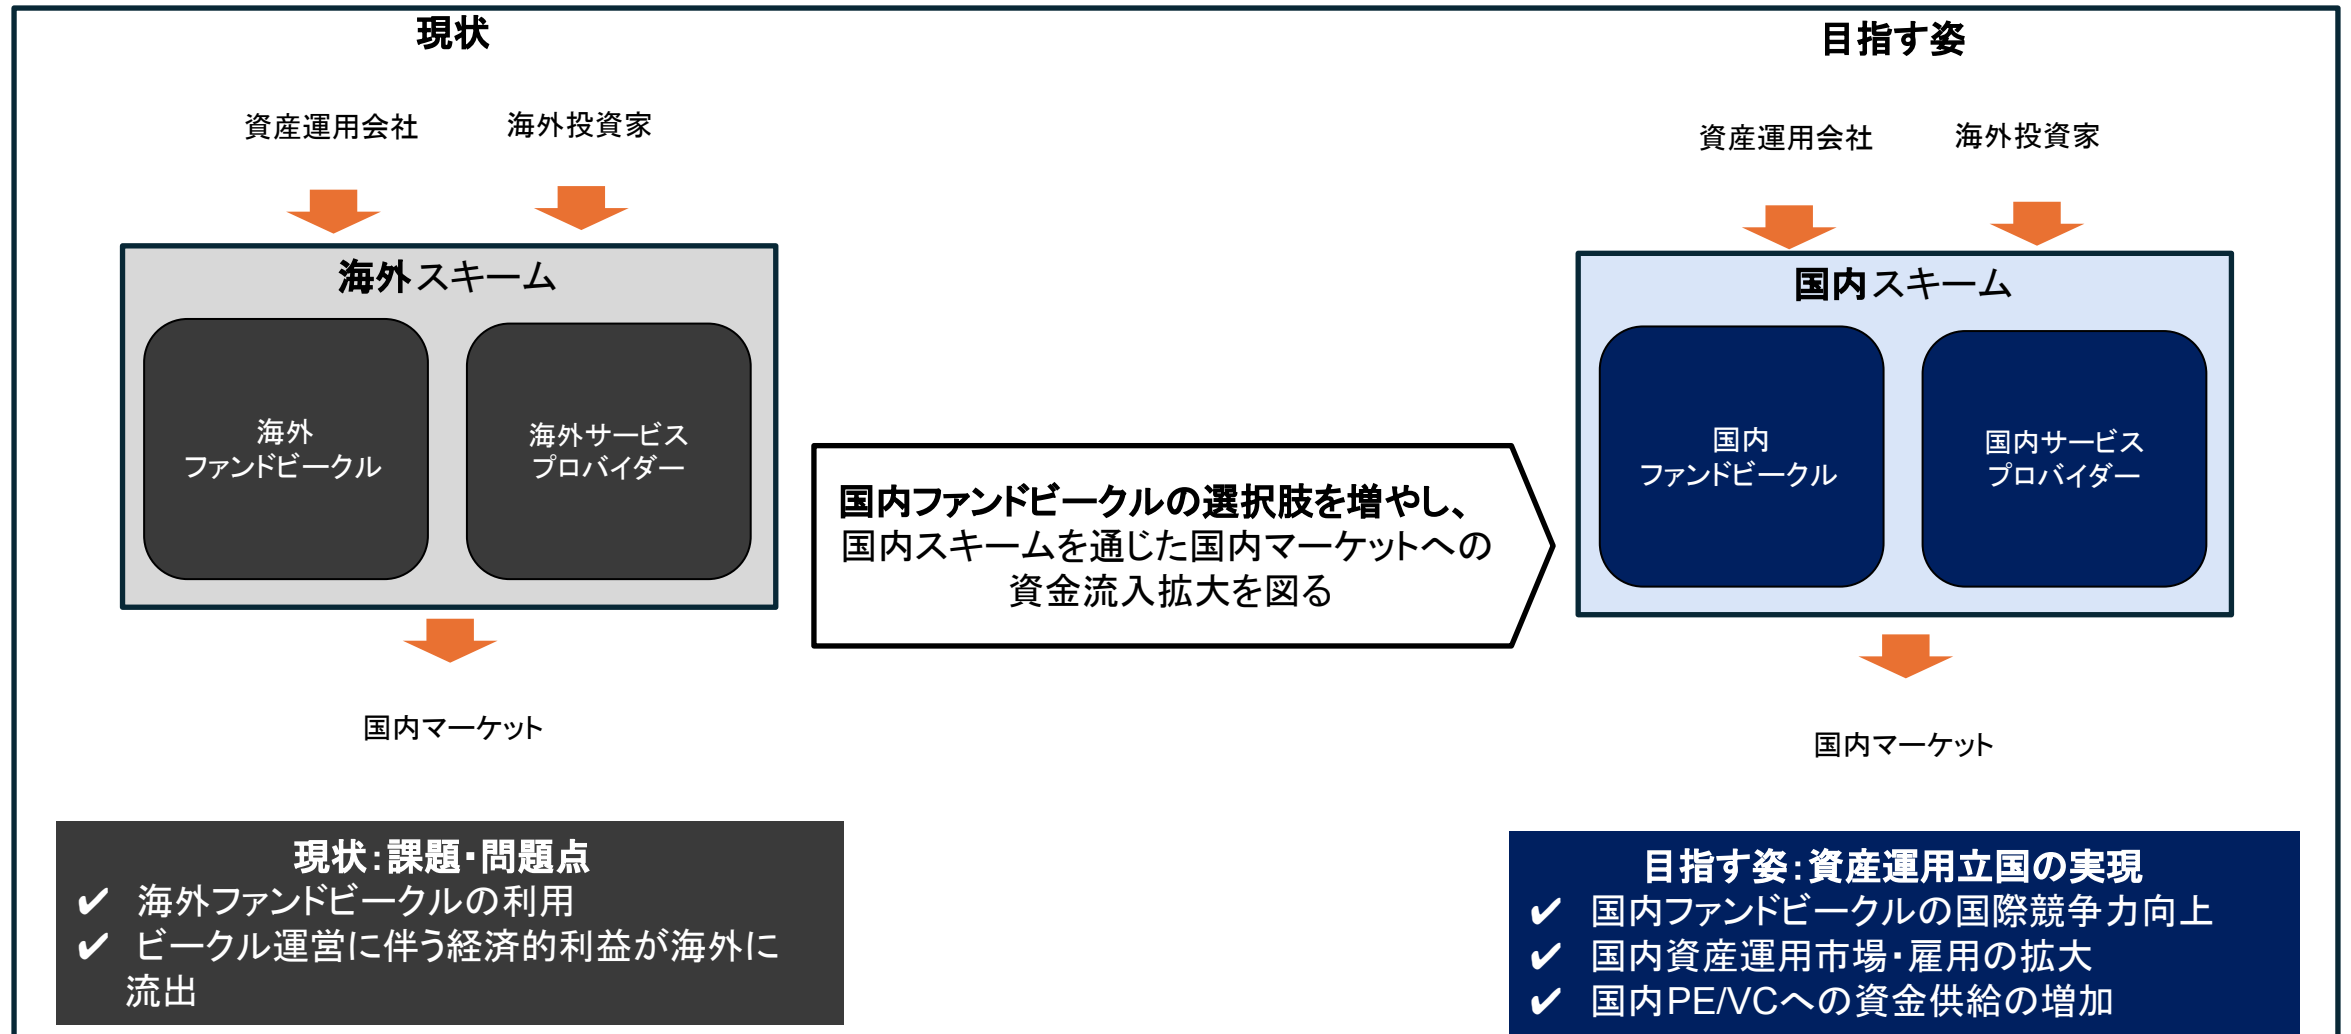 現状
資産運用会社
海外投資家
海外スキーム
海外
ファンドビークル
海外サービス
プロバイダー
国内マーケット
現状：課題・問題点
✔ 海外ファンドビークルの利用
✔ ビークル運営に伴う経済的利益が海外に
流出
国内ファンドビークルの選択肢を増やし、
国内スキームを通じた国内マーケットへの
資金流入拡大を図る
目指す姿
資産運用会社
海外投資家
国内スキーム
国内
ファンドビークル
国内サービス
プロバイダー
国内マーケット
目指す姿：資産運用立国の実現
✔ 国内ファンドビークルの国際競争力向上
✔ 国内資産運用市場・雇用の拡大
✔ 国内PE/VCへの資金供給の増加